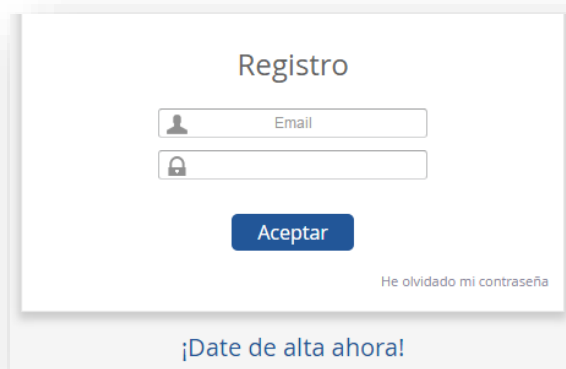 Registro
Email
Aceptar
He olvidado mi contraseña
¡Date de alta ahora!